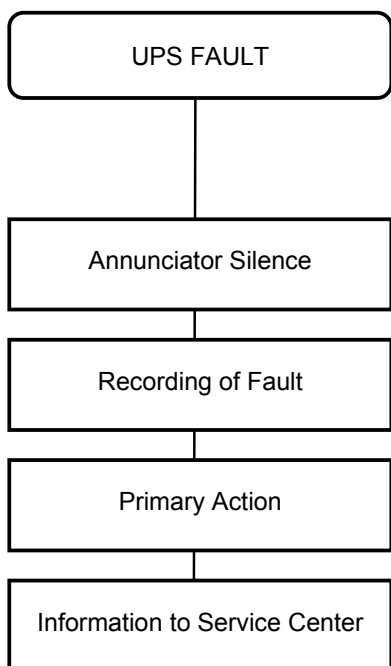 UPS FAULT
Annunciator Silence
Recording of Fault
Primary Action
Information to Service Center